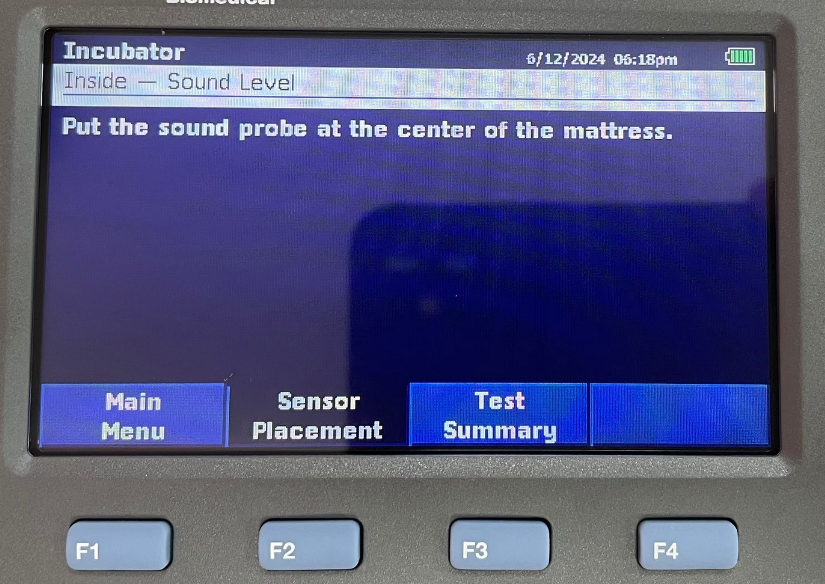 Biomedical
Incubator
6/12/2024 06:18pm
Inside — Sound Level
Put the sound probe at the center of the mattress.
Main
Menu
Sensor
Placement
Test
Summary
F1
F2
F3
F4